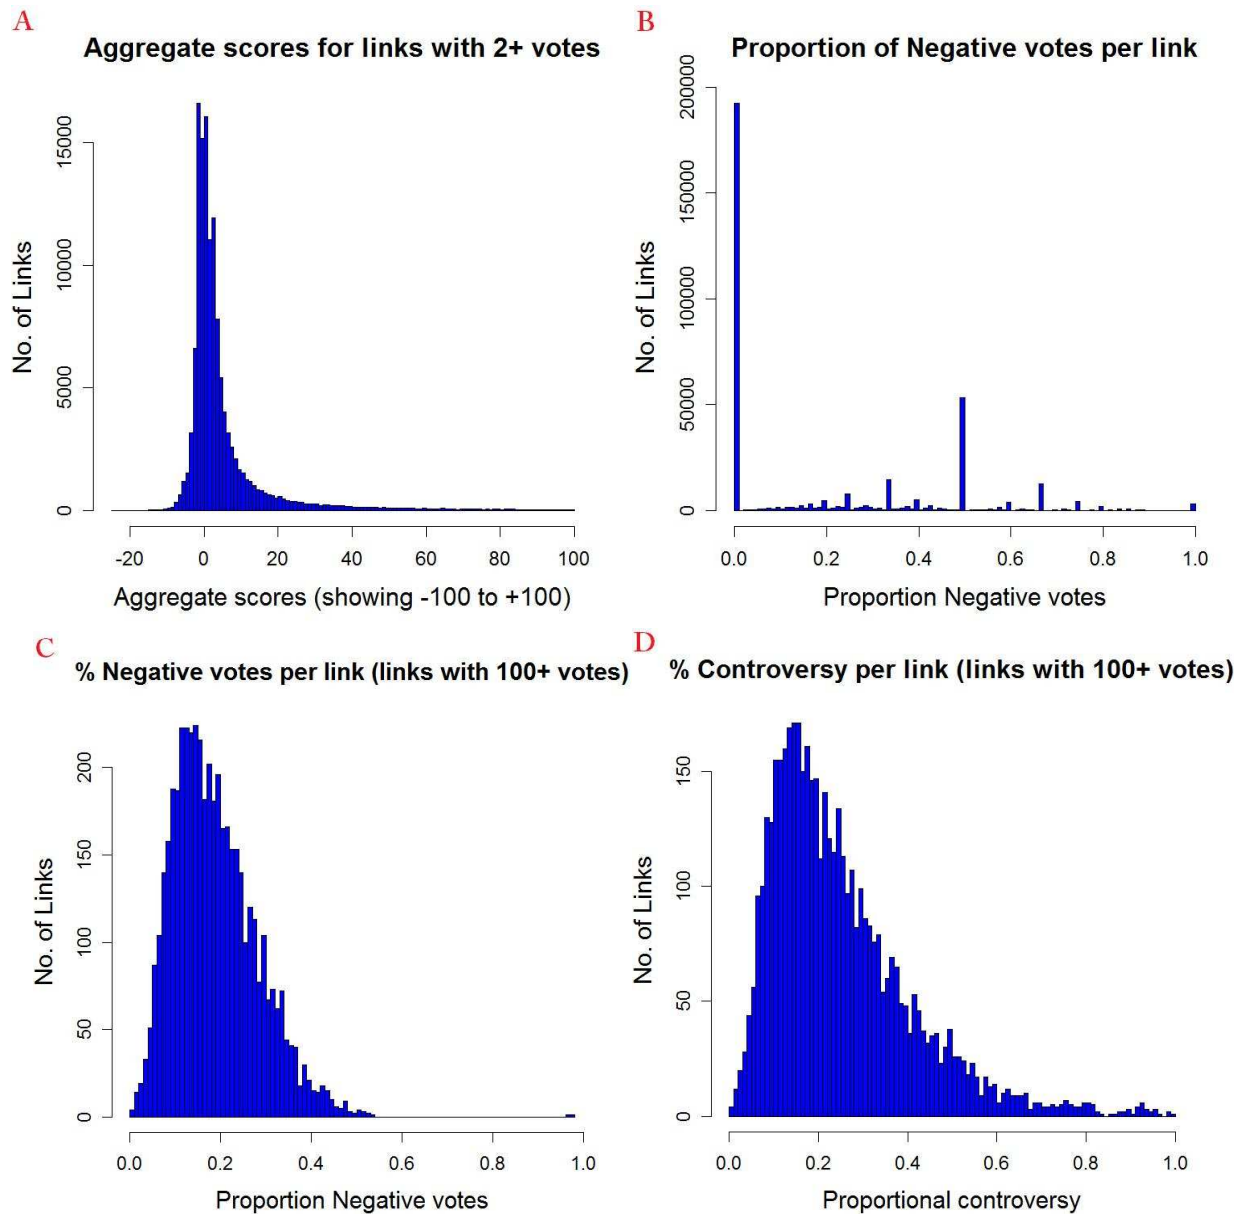 A
Aggregate scores for links with 2+ votes
No. of Links
15000
10000
5000
0
-20 0 20 40 60 80 100
Aggregate scores (showing -100 to +100)
B
Proportion of Negative votes per link
No. of Links
200000
150000
100000
50000
0
0.0 0.2 0.4 0.6 0.8 1.0
Proportion Negative votes
C
% Negative votes per link (links with 100+ votes)
No. of Links
200
150
100
50
0
0.0 0.2 0.4 0.6 0.8 1.0
Proportion Negative votes
D
% Controversy per link (links with 100+ votes)
No. of Links
150
100
50
0
0.0 0.2 0.4 0.6 0.8 1.0
Proportional controversy